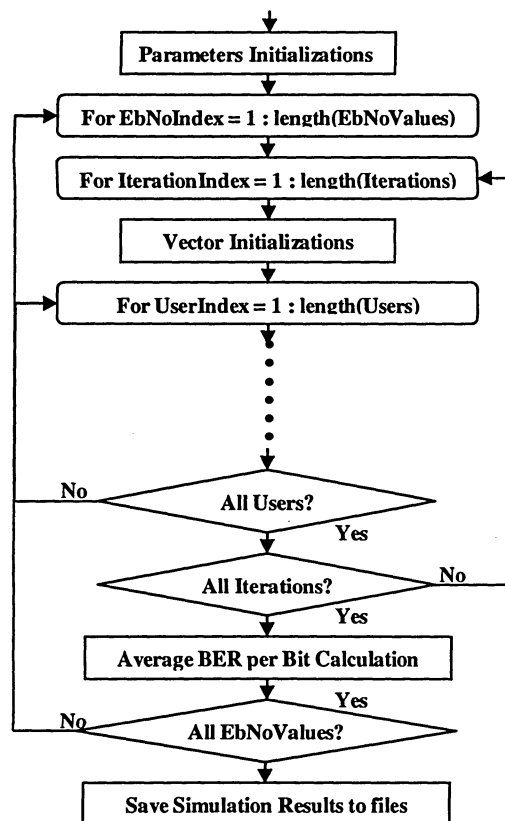 Parameters Initializations
For EbNoIndex = 1 : length(EbNoValues)
For IterationIndex = 1 : length(Iterations)
Vector Initializations
For UserIndex = 1 : length(Users)
No
All Users?
Yes
All Iterations?
No
Yes
Average BER per Bit Calculation
Yes
No
All EbNoValues?
Save Simulation Results to files